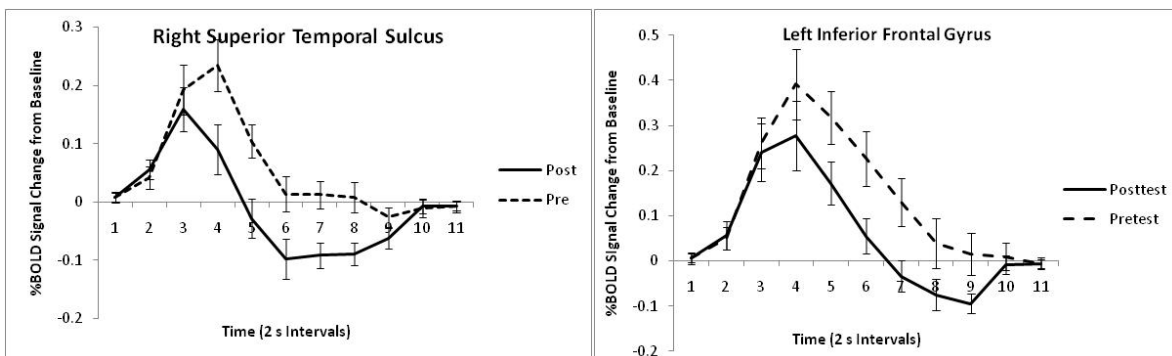 Right Superior Temporal Sulcus
%BOLD Signal Change from Baseline
0.3
0.2
0.1
0
-0.1
-0.2
1 2 3 4 5 6 7 8 9 10 11
Time (2 s Intervals)
Post
Pre
Left Inferior Frontal Gyrus
%BOLD Signal Change from Baseline
0.5
0.4
0.3
0.2
0.1
0
-0.1
-0.2
1 2 3 4 5 6 7 8 9 10 11
Time (2 s Intervals)
Posttest
Pretest